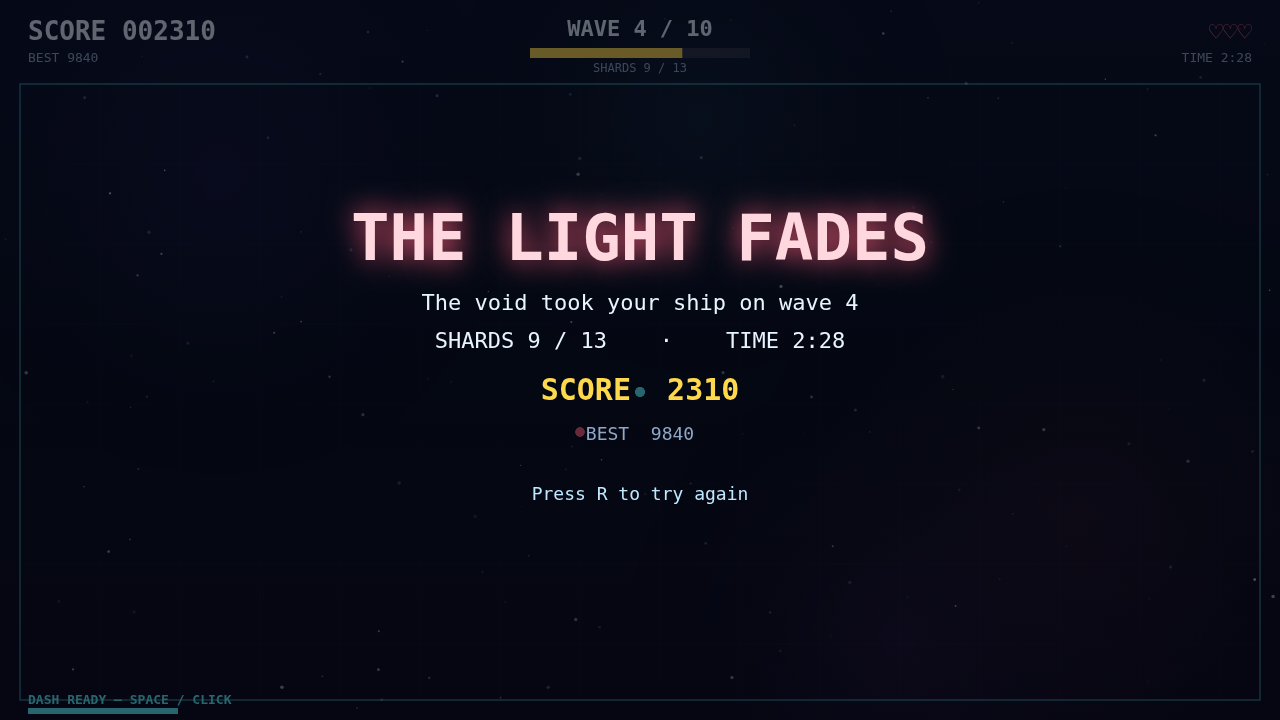 SCORE 002310
BEST 9840
WAVE 4 / 10
SHARDS 9 / 13
♡♡♡♡
TIME 2:28
THE LIGHT FADES
The void took your ship on wave 4
SHARDS 9 / 13 · TIME 2:28
SCORE 2310
BEST 9840
Press R to try again
DASH READY — SPACE / CLICK